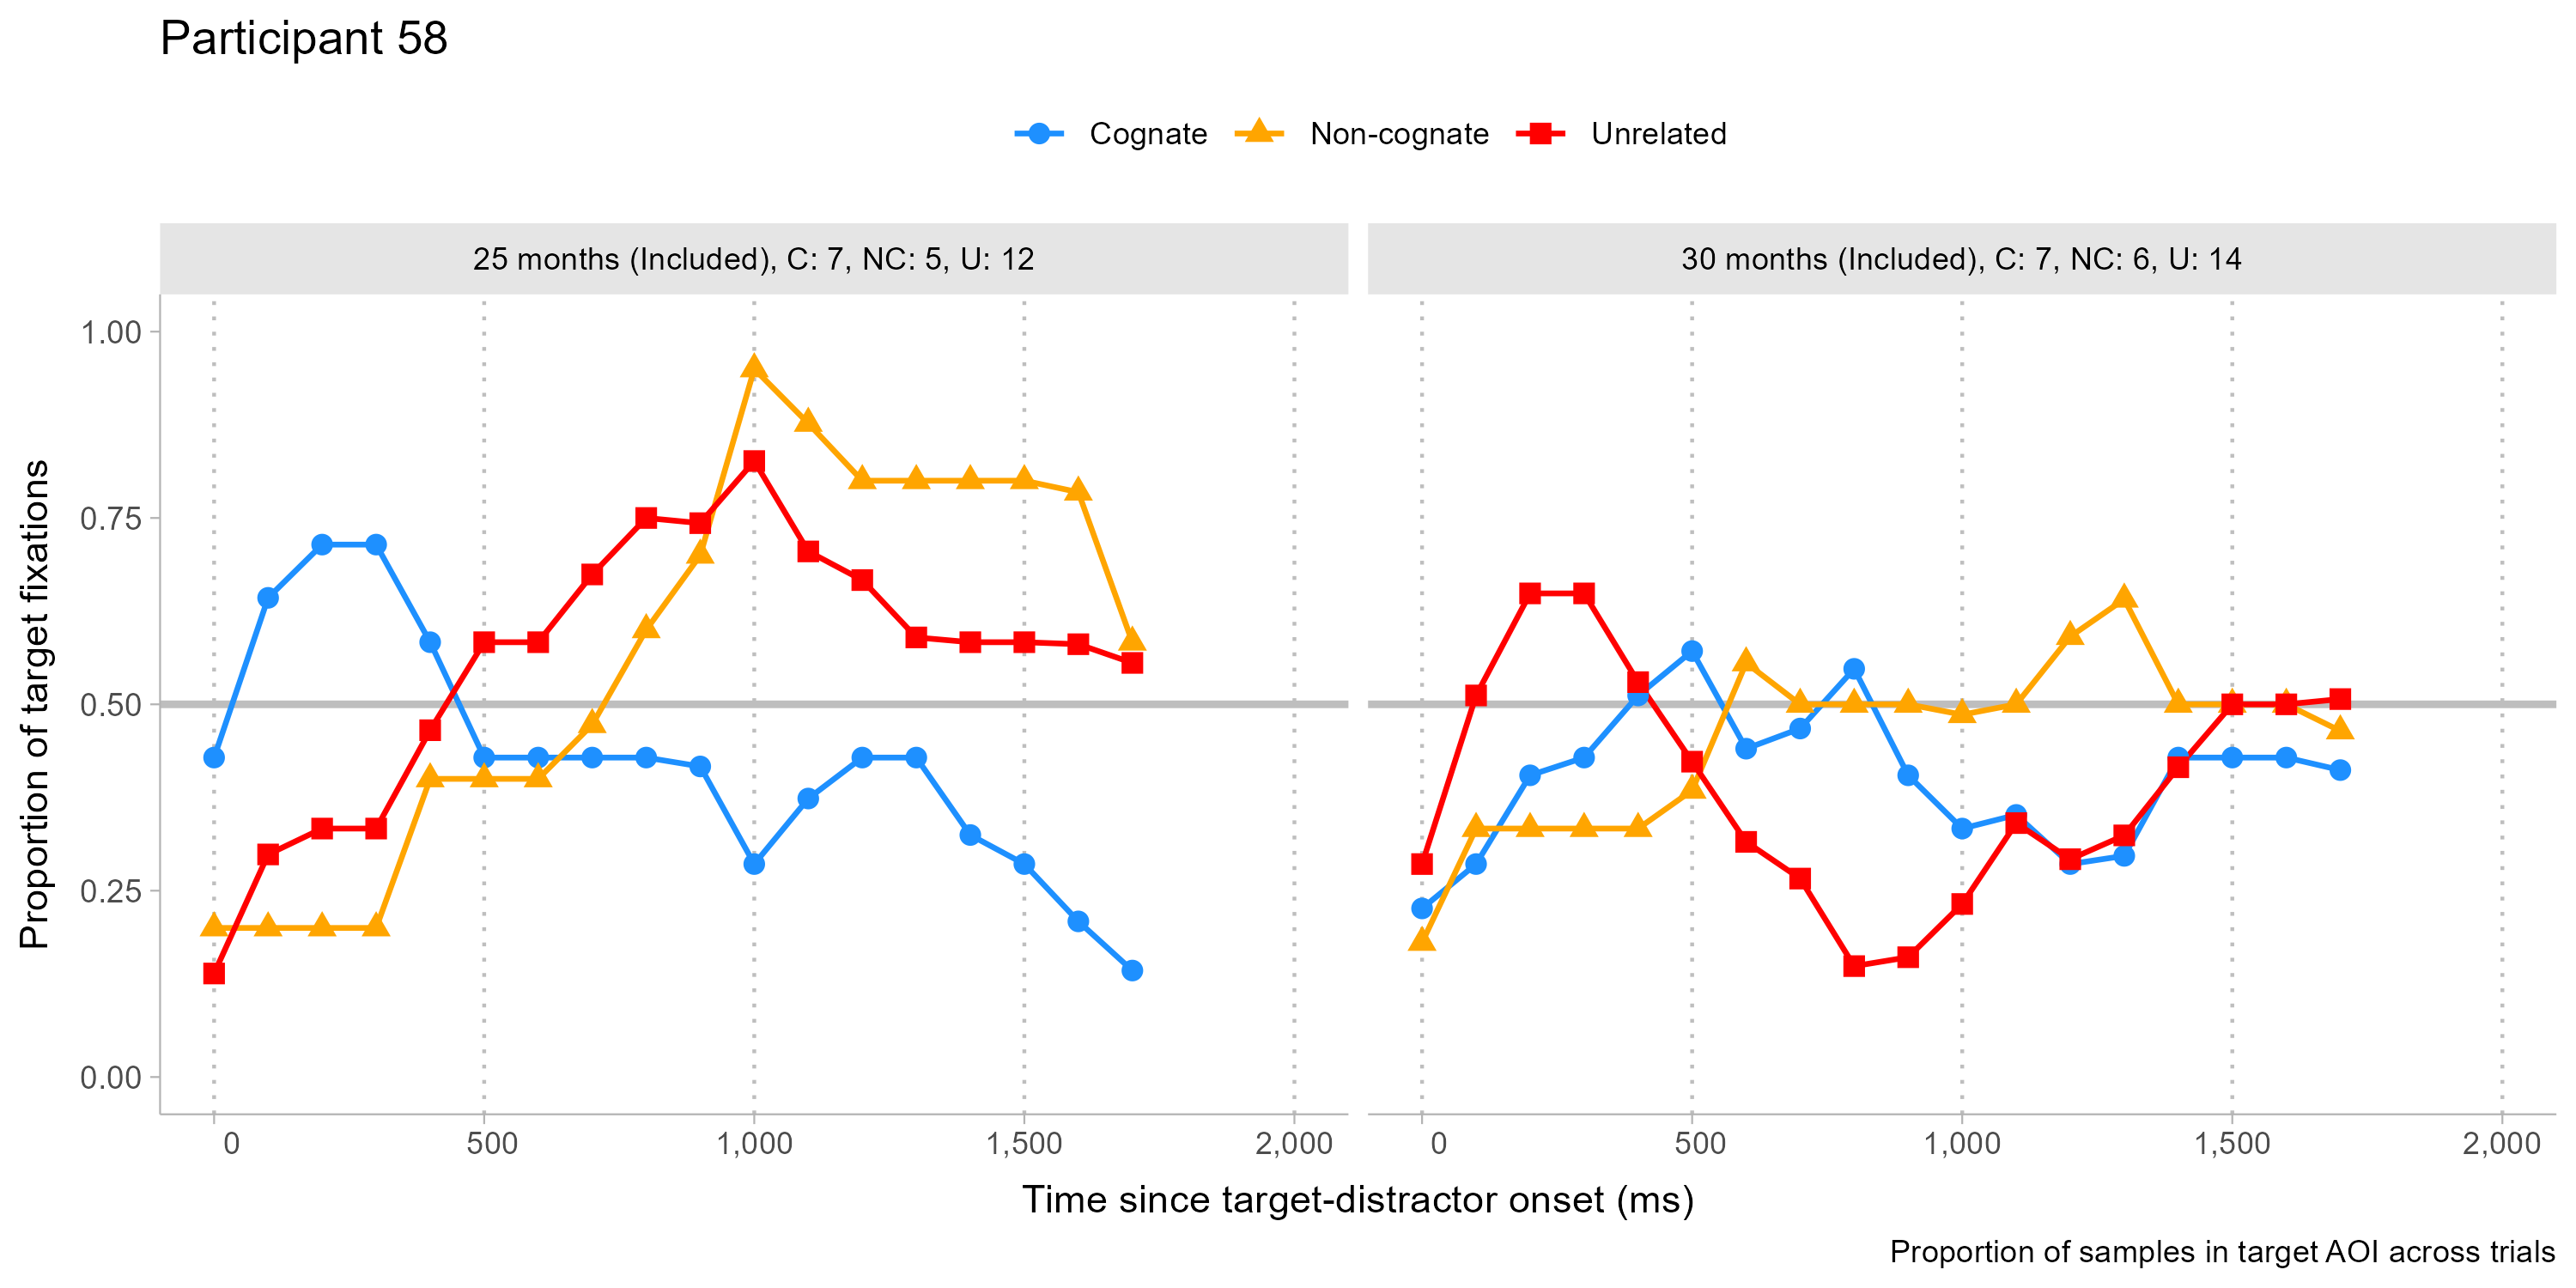 Participant 58
Cognate Non-cognate Unrelated
25 months (Included), C: 7, NC: 5, U: 12
30 months (Included), C: 7, NC: 6, U: 14
Proportion of target fixations
1.00
0.75
0.50
0.25
0.00
0 500 1,000 1,500 2,000
0 500 1,000 1,500 2,000
Time since target-distractor onset (ms)
Proportion of samples in target AOI across trials